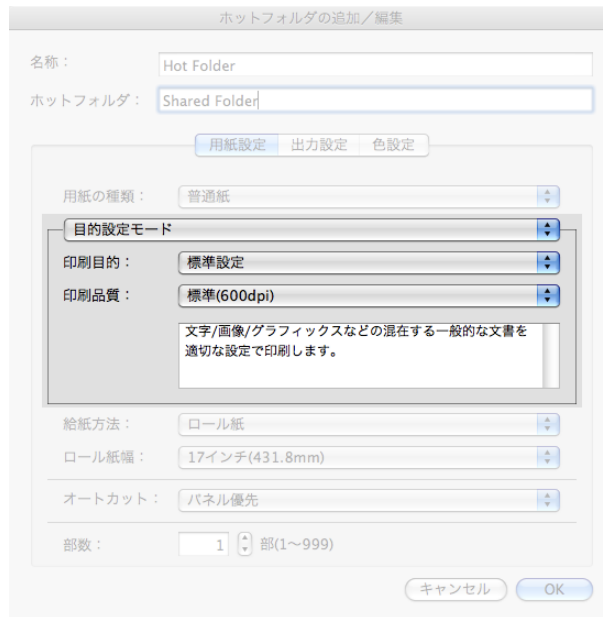 ホットフォルダの追加／編集
名称： Hot Folder
ホットフォルダ： Shared Folder
用紙設定 出力設定 色設定
用紙の種類： 普通紙
目的設定モード
印刷目的： 標準設定
印刷品質： 標準(600dpi)
文字/画像/グラフィックスなどの混在する一般的な文書を
適切な設定で印刷します。
給紙方法： ロール紙
ロール紙幅： 17インチ(431.8mm)
オートカット： パネル優先
部数： 1 部(1〜999)
キャンセル OK